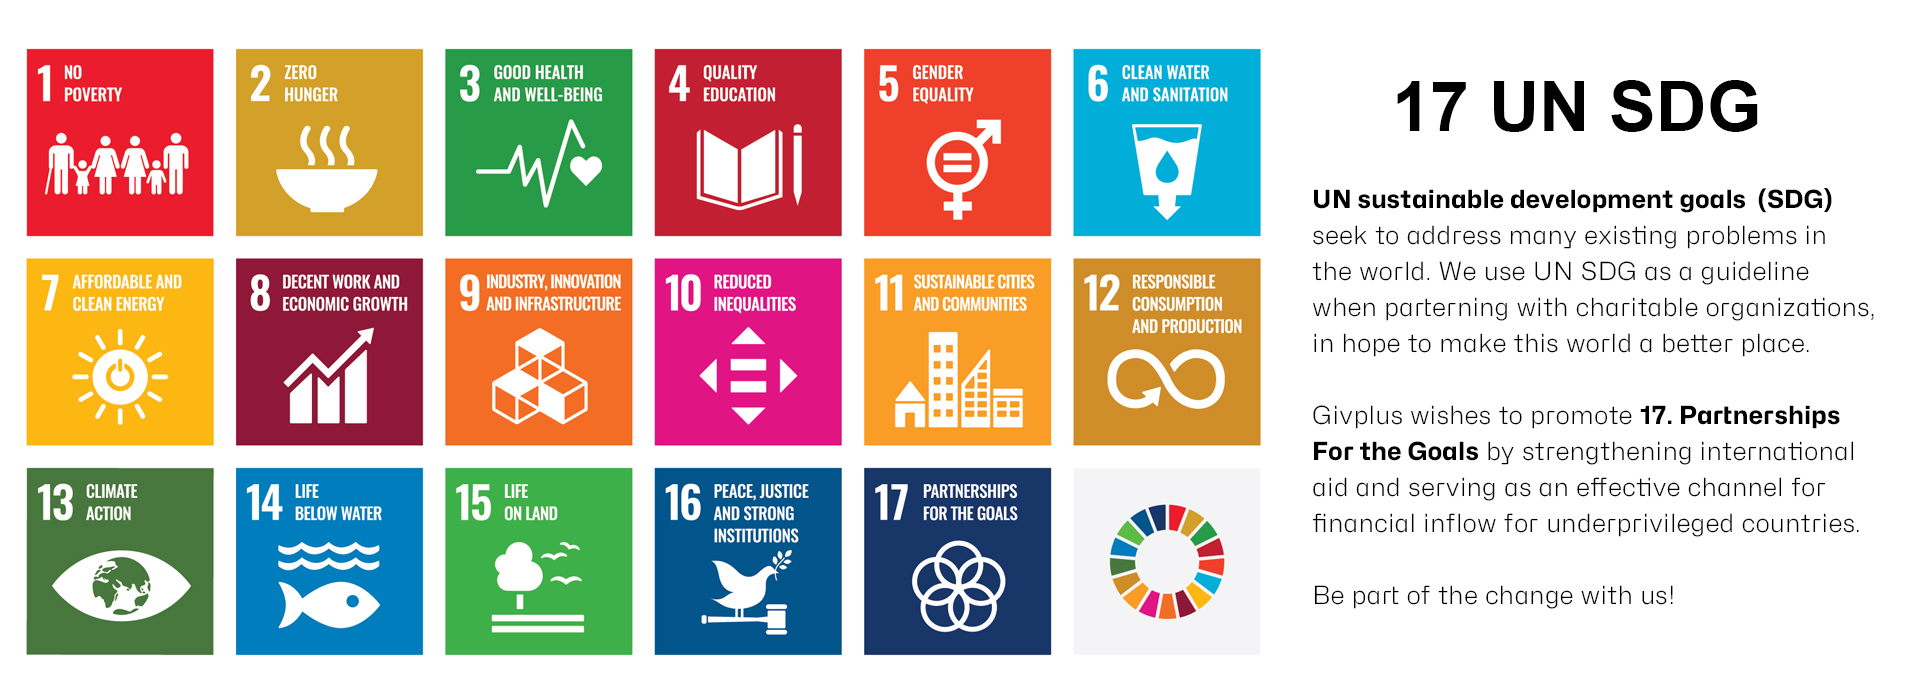 1 NO
POVERTY
2 ZERO
HUNGER
3 GOOD HEALTH
AND WELL-BEING
4 QUALITY
EDUCATION
5 GENDER
EQUALITY
6 CLEAN WATER
AND SANITATION
7 AFFORDABLE AND
CLEAN ENERGY
8 DECENT WORK AND
ECONOMIC GROWTH
9 INDUSTRY, INNOVATION
AND INFRASTRUCTURE
10 REDUCED
INEQUALITIES
11 SUSTAINABLE CITIES
AND COMMUNITIES
12 RESPONSIBLE
CONSUMPTION
AND PRODUCTION
13 CLIMATE
ACTION
14 LIFE
BELOW WATER
15 LIFE
ON LAND
16 PEACE, JUSTICE
AND STRONG
INSTITUTIONS
17 PARTNERSHIPS
FOR THE GOALS
17 UN SDG
UN sustainable development goals (SDG)
seek to address many existing problems in
the world. We use UN SDG as a guideline
when parterning with charitable organizations,
in hope to make this world a better place.
Givplus wishes to promote 17. Partnerships
For the Goals by strengthening international
aid and serving as an effective channel for
financial inflow for underprivileged countries.
Be part of the change with us!